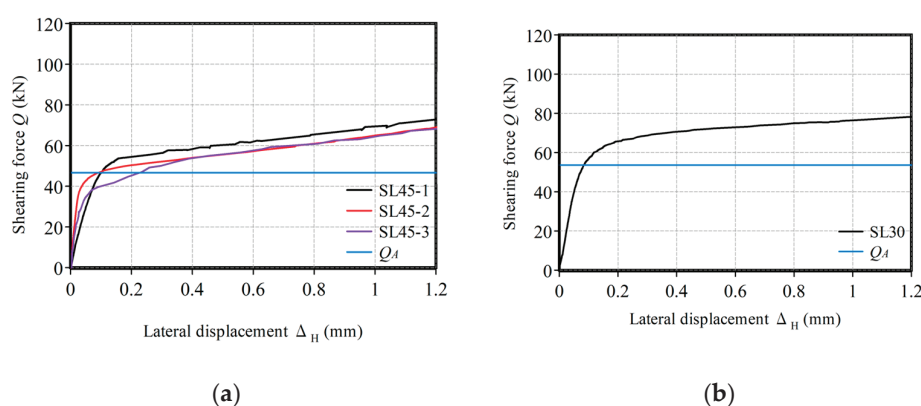 120
100
80
60
40
20
0
Shearing force Q (kN)
SL45-1
SL45-2
SL45-3
QA
0 0.2 0.4 0.6 0.8 1 1.2
Lateral displacement Δ H (mm)
(a)
120
100
80
60
40
20
0
Shearing force Q (kN)
SL30
QA
0 0.2 0.4 0.6 0.8 1 1.2
Lateral displacement Δ H (mm)
(b)